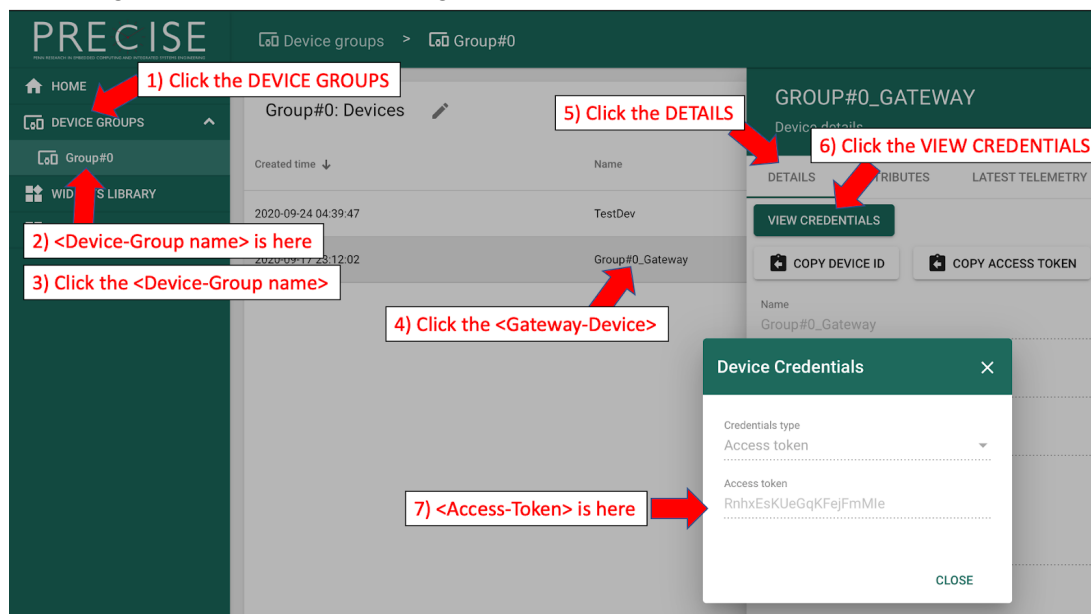 PRECISE
PENN RESEARCH IN EMBEDDED COMPUTING AND INTEGRATED SYSTEMS ENGINEERING
Device groups > Group#0
HOME
1) Click the DEVICE GROUPS
DEVICE GROUPS
Group#0
WID S LIBRARY
2) <Device-Group name> is here
3) Click the <Device-Group name>
Group#0: Devices
Created time
Name
2020-09-24 04:39:47
TestDev
2020-09-17 23:12:02
Group#0_Gateway
4) Click the <Gateway-Device>
5) Click the DETAILS
GROUP#0_GATEWAY
Device details
6) Click the VIEW CREDENTIALS
DETAILS
TRIBUTES
LATEST TELEMETRY
VIEW CREDENTIALS
COPY DEVICE ID
COPY ACCESS TOKEN
Name
Group#0_Gateway
Device Credentials
Credentials type
Access token
Access token
RnhxEsKUeGqKFejFmMIe
7) <Access-Token> is here
CLOSE